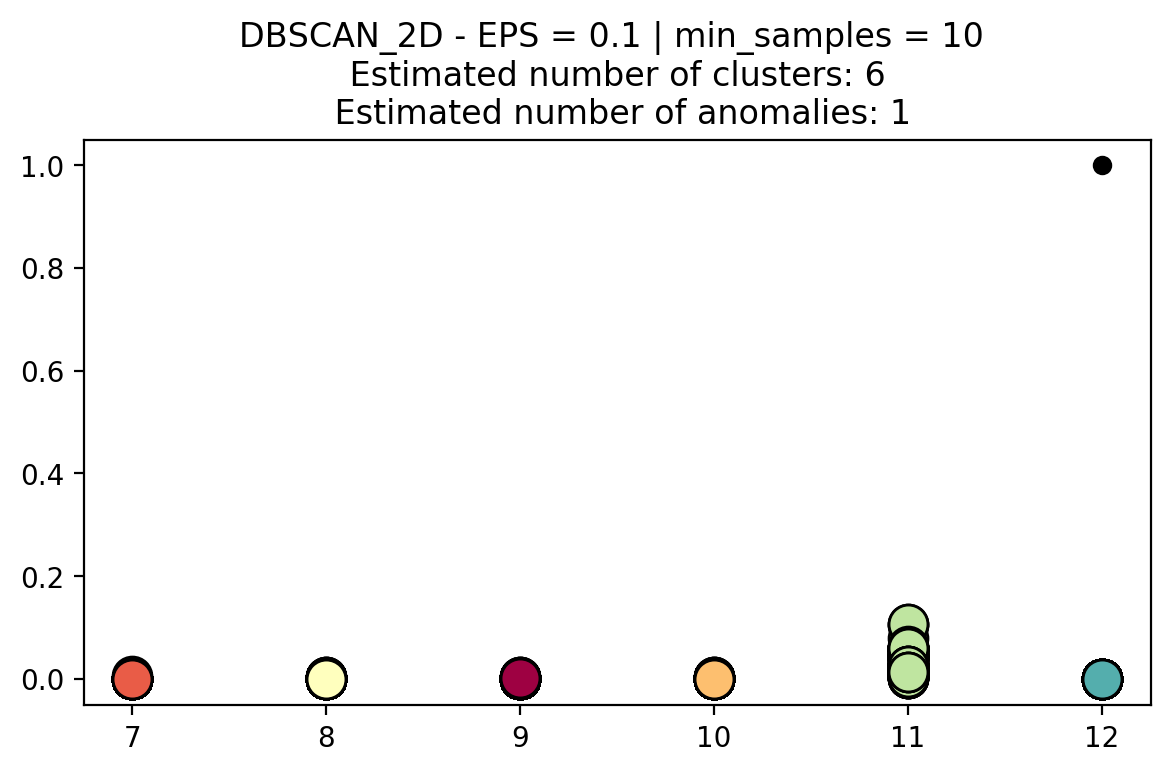 DBSCAN_2D - EPS = 0.1 | min_samples = 10
Estimated number of clusters: 6
Estimated number of anomalies: 1
1.0
0.8
0.6
0.4
0.2
0.0
7 8 9 10 11 12